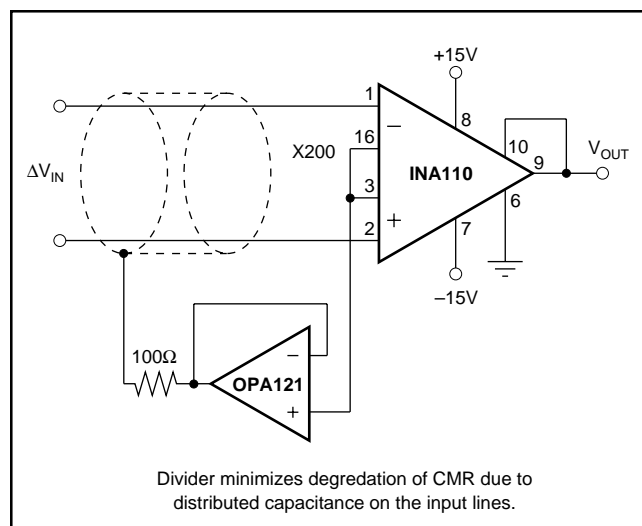 +15V
1
8
−
16
X200
10
V_OUT
ΔV_IN
INA110
9
3
6
+
2
7
−15V
100Ω
−
OPA121
+
Divider minimizes degredation of CMR due to
distributed capacitance on the input lines.